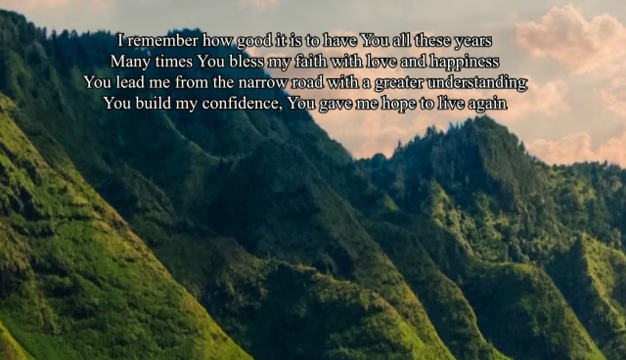 I remember how good it is to have You all these years
Many times You bless my faith with love and happiness
You lead me from the narrow road with a greater understanding
You build my confidence, You gave me hope to live again